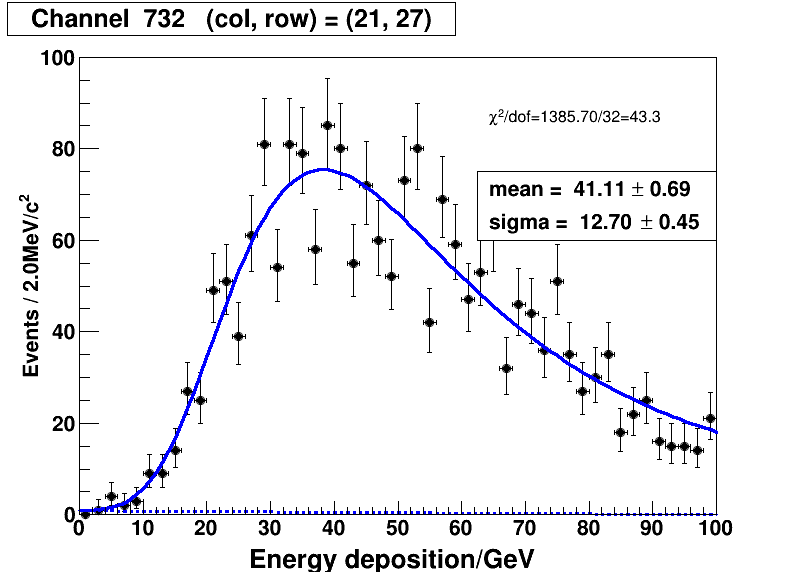 Channel 732 (col, row) = (21, 27)
100
80
60
40
20
0
Events / 2.0MeV/c²
χ²/dof=1385.70/32=43.3
mean = 41.11 ± 0.69
sigma = 12.70 ± 0.45
0 10 20 30 40 50 60 70 80 90 100
Energy deposition/GeV